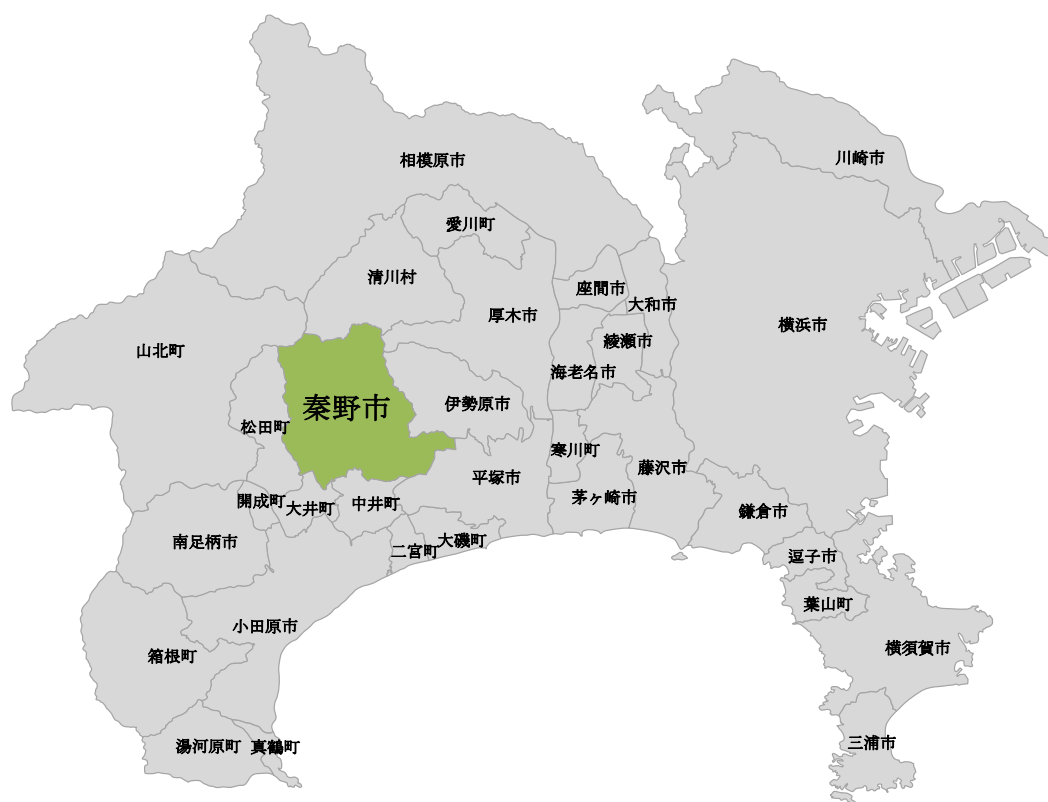 相模原市
川崎市
愛川町
清川村
座間市
大和市
厚木市
横浜市
綾瀬市
山北町
海老名市
秦野市
伊勢原市
松田町
寒川町
藤沢市
平塚市
茅ヶ崎市
開成町
大井町
中井町
鎌倉市
南足柄市
二宮町
大磯町
逗子市
葉山町
小田原市
横須賀市
箱根町
湯河原町
真鶴町
三浦市